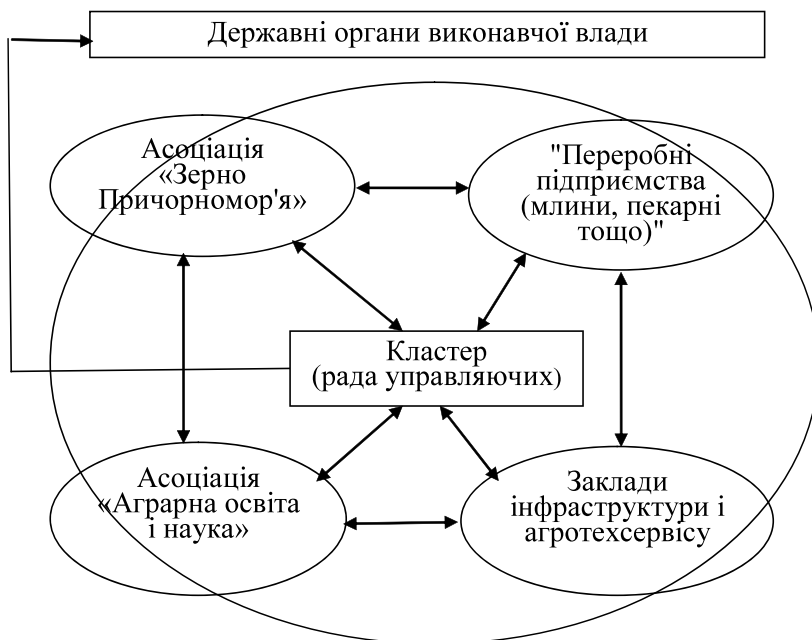 Державні органи виконавчої влади
Асоціація
«Зерно
Причорномор'я»
"Переробні
підприємства
(млини, пекарні
тощо)"
Кластер
(рада управляючих)
Асоціація
«Аграрна освіта
і наука»
Заклади
інфраструктури і
агротехсервісу